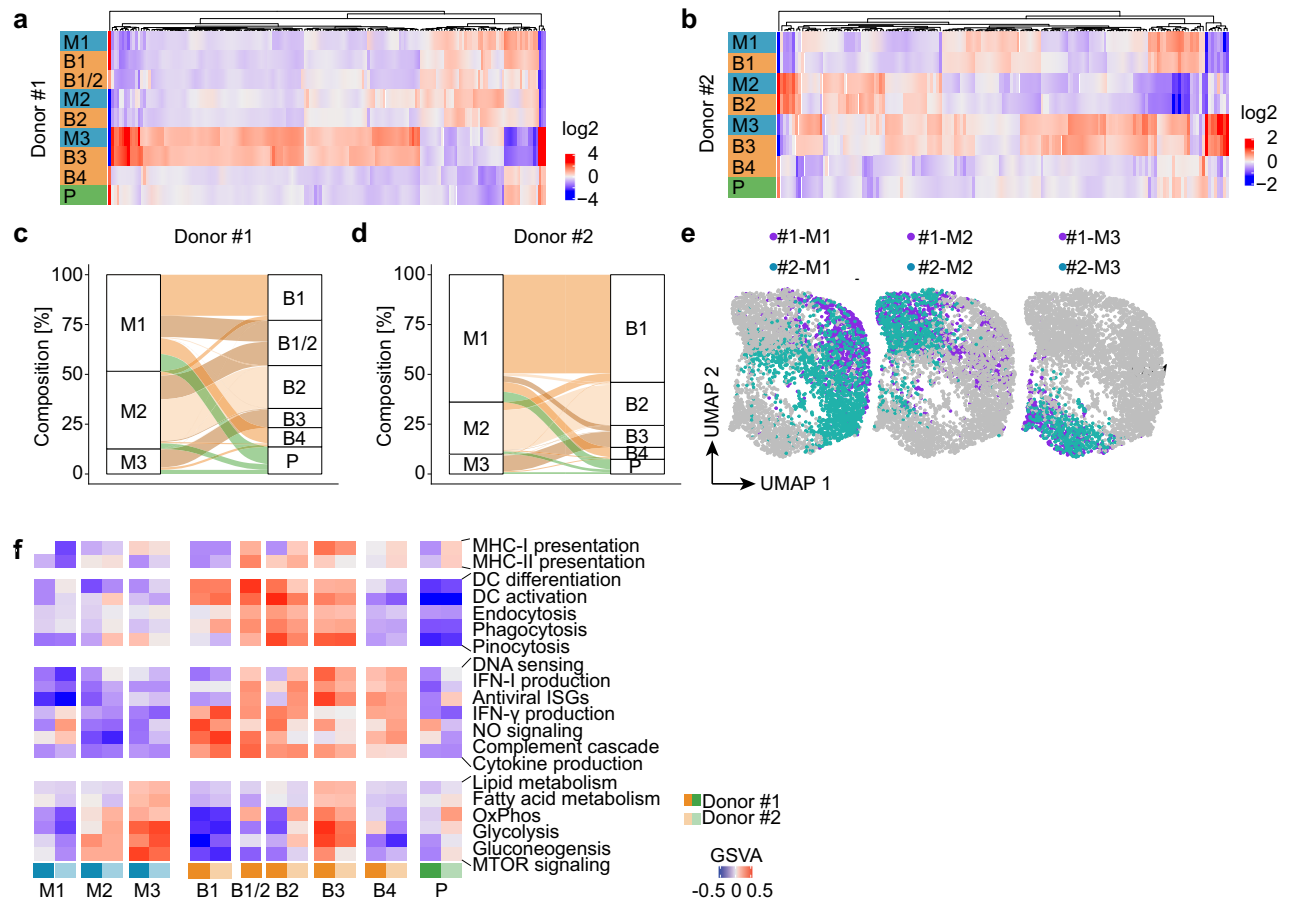 a
Donor #1
M1
B1
B1/2
M2
B2
M3
B3
B4
P
log2
4
0
−4
b
Donor #2
M1
B1
M2
B2
M3
B3
B4
P
log2
2
0
−2
c
Donor #1
Composition [%]
100
75
50
25
0
M1
M2
M3
B1
B1/2
B2
B3
B4
P
d
Donor #2
Composition [%]
100
75
50
25
0
M1
M2
M3
B1
B2
B3
B4
P
e
#1-M1
#2-M1
#1-M2
#2-M2
#1-M3
#2-M3
UMAP 2
UMAP 1
f
MHC-I presentation
MHC-II presentation
DC differentiation
DC activation
Endocytosis
Phagocytosis
Pinocytosis
DNA sensing
IFN-I production
Antiviral ISGs
IFN-γ production
NO signaling
Complement cascade
Cytokine production
Lipid metabolism
Fatty acid metabolism
OxPhos
Glycolysis
Gluconeogensis
MTOR signaling
M1 M2 M3 B1 B1/2 B2 B3 B4 P
Donor #1
Donor #2
GSVA
-0.5 0 0.5